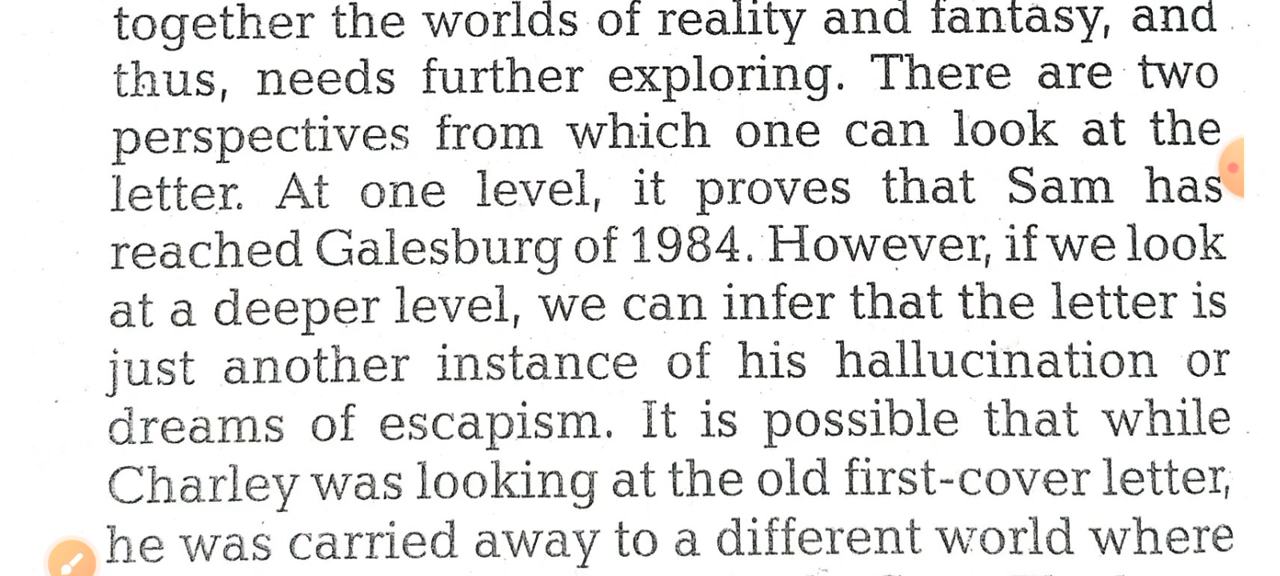 together the worlds of reality and fantasy, and
thus, needs further exploring. There are two
perspectives from which one can look at the
letter. At one level, it proves that Sam has
reached Galesburg of 1984. However, if we look
at a deeper level, we can infer that the letter is
just another instance of his hallucination or
dreams of escapism. It is possible that while
Charley was looking at the old first-cover letter,
he was carried away to a different world where